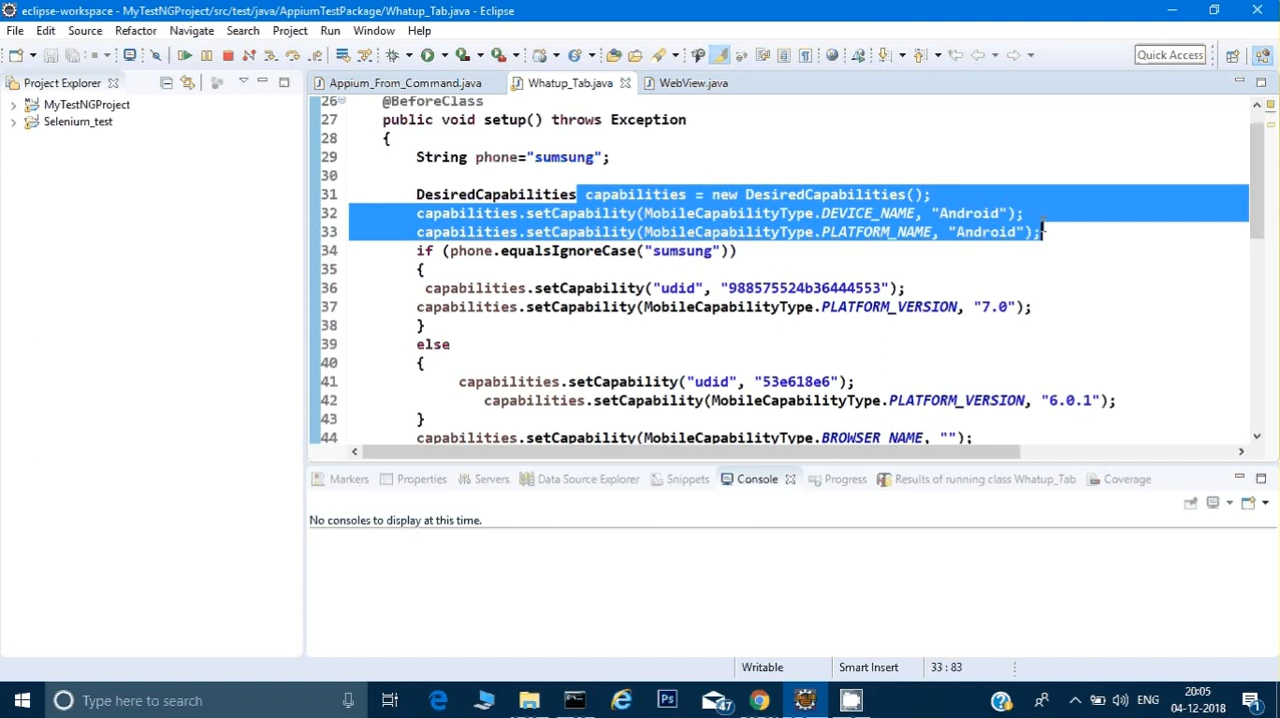 eclipse-workspace - MyTestNGProject/src/test/java/AppiumTestPackage/Whatup_Tab.java - Eclipse
File Edit Source Refactor Navigate Search Project Run Window Help
Quick Access
Project Explorer
MyTestNGProject
Selenium_test
Appium_From_Command.java Whatup_Tab.java WebView.java
26 @BeforeClass
27 public void setup() throws Exception
28 {
29 String phone="sumsung";
30
31 DesiredCapabilities capabilities = new DesiredCapabilities();
32 capabilities.setCapability(MobileCapabilityType.DEVICE_NAME, "Android");
33 capabilities.setCapability(MobileCapabilityType.PLATFORM_NAME, "Android");
34 if (phone.equalsIgnoreCase("sumsung"))
35 {
36 capabilities.setCapability("udid", "988575524b36444553");
37 capabilities.setCapability(MobileCapabilityType.PLATFORM_VERSION, "7.0");
38 }
39 else
40 {
41 capabilities.setCapability("udid", "53e618e6");
42 capabilities.setCapability(MobileCapabilityType.PLATFORM_VERSION, "6.0.1");
43 }
44 capabilities.setCapability(MobileCapabilityType.BROWSER_NAME, "");
Markers Properties Servers Data Source Explorer Snippets Console Progress Results of running class Whatup_Tab Coverage
No consoles to display at this time.
Writable Smart Insert 33 : 83
Type here to search
Ps
47
ENG
20:05
04-12-2018
1